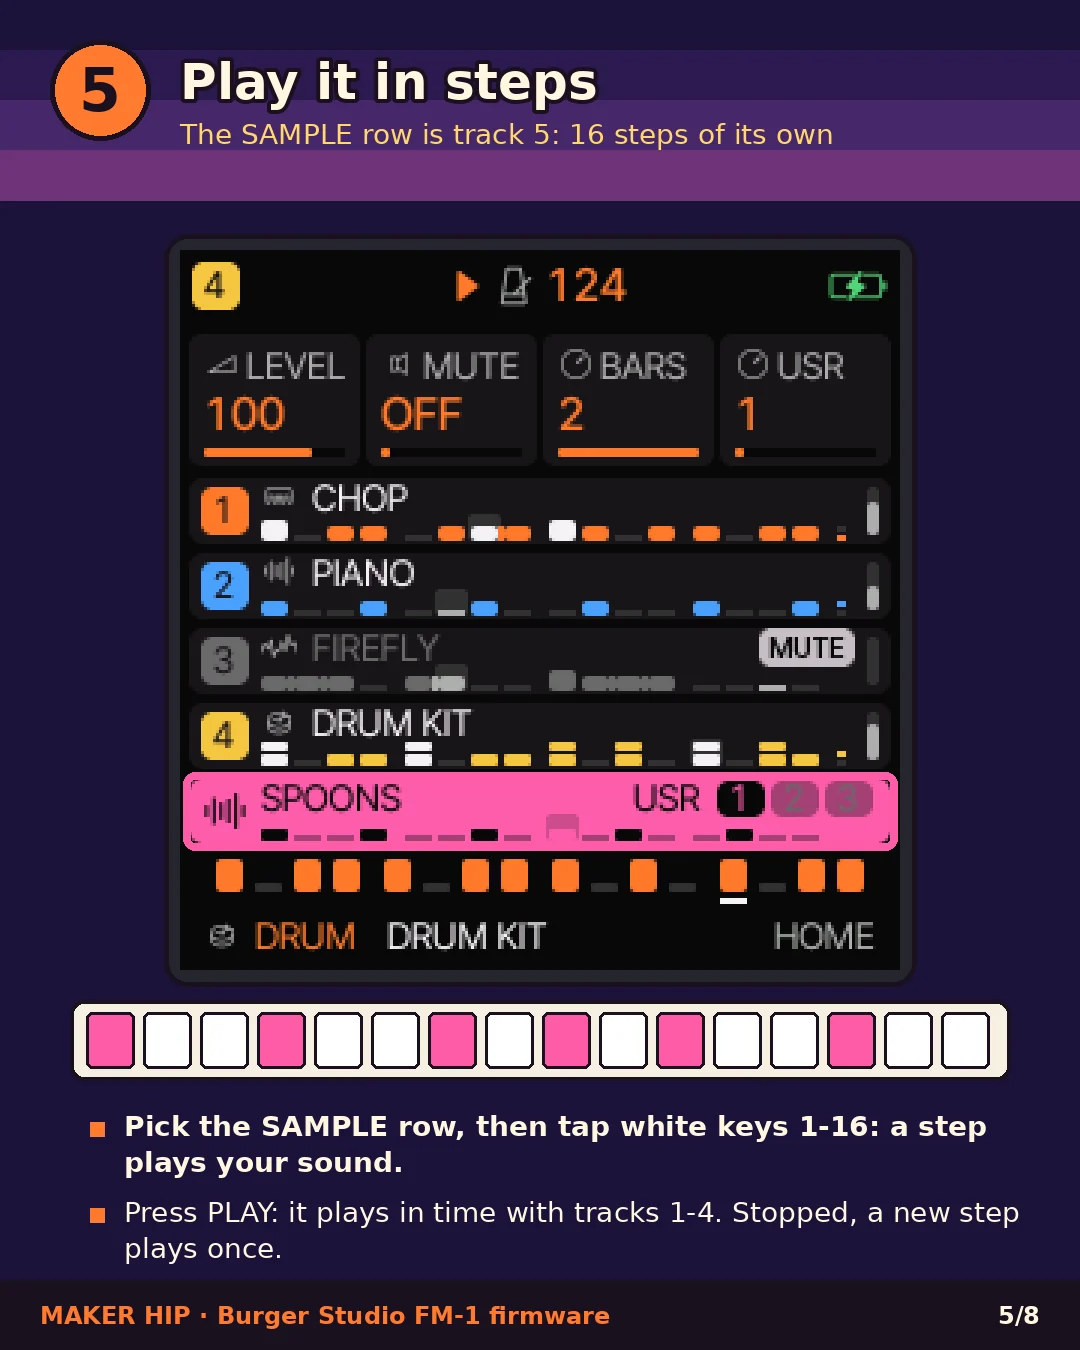 5
Play it in steps
The SAMPLE row is track 5: 16 steps of its own
4 124
LEVEL MUTE BARS USR
100 OFF 2 1
1 CHOP
2 PIANO
3 FIREFLY MUTE
4 DRUM KIT
SPOONS USR 1 2 3
DRUM DRUM KIT HOME
Pick the SAMPLE row, then tap white keys 1-16: a step
plays your sound.
Press PLAY: it plays in time with tracks 1-4. Stopped, a new step
plays once.
MAKER HIP · Burger Studio FM-1 firmware 5/8